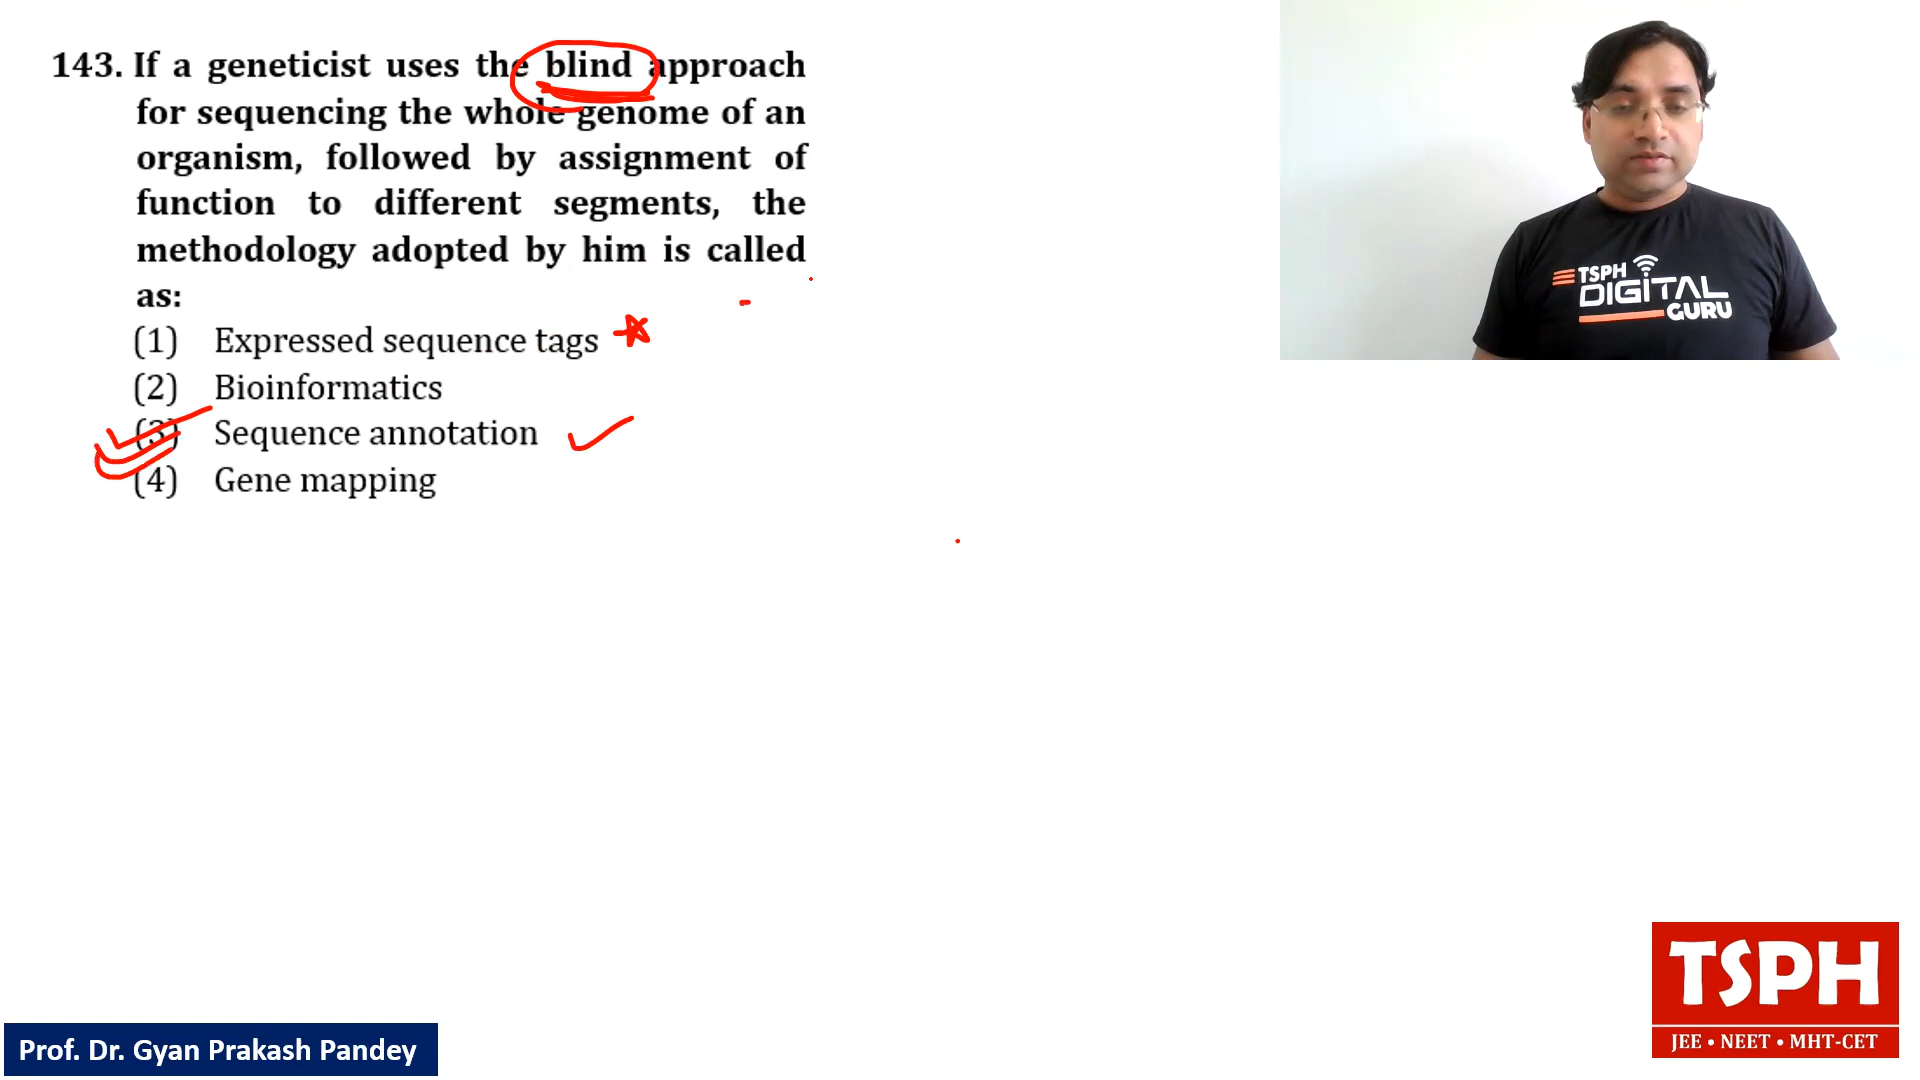 143. If a geneticist uses the blind approach
for sequencing the whole genome of an
organism, followed by assignment of
function to different segments, the
methodology adopted by him is called
as:
(1) Expressed sequence tags
(2) Bioinformatics
(3) Sequence annotation
(4) Gene mapping
TSPH
DIGITAL
GURU
TSPH
JEE • NEET • MHT-CET
Prof. Dr. Gyan Prakash Pandey